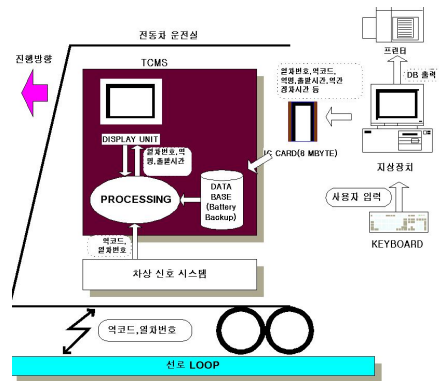 전동차 운전실
진행방향
TCMS
열차번호,역코드,
역명,출발시간,역간
정차시간 등
프린터
DB 출력
DISPLAY UNIT
열차번호,역
명,출발시간
IC CARD(8 MBYTE)
지상장치
PROCESSING
DATA
BASE
(Battery
Backup)
사용자 입력
KEYBOARD
역코드,
열차번호
차상 신호 시스템
역코드,열차번호
선로 LOOP